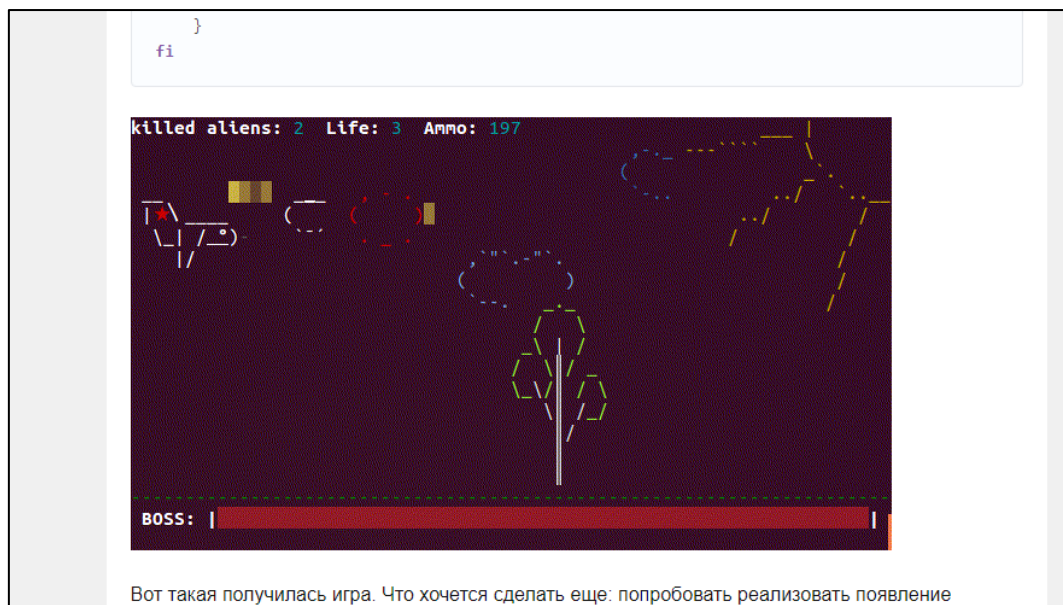 }
fi
killed aliens: 2 Life: 3 Ammo: 197
BOSS: | |
Вот такая получилась игра. Что хочется сделать еще: попробовать реализовать появление